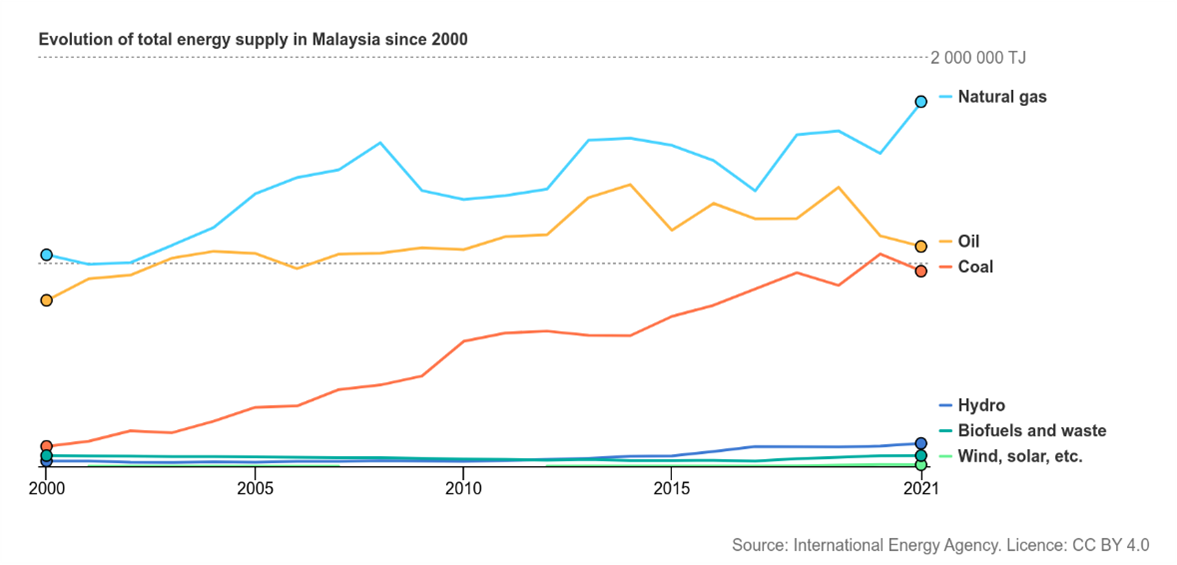 Evolution of total energy supply in Malaysia since 2000
2 000 000 TJ
Natural gas
Oil
Coal
Hydro
Biofuels and waste
Wind, solar, etc.
2000 2005 2010 2015 2021
Source: International Energy Agency. Licence: CC BY 4.0